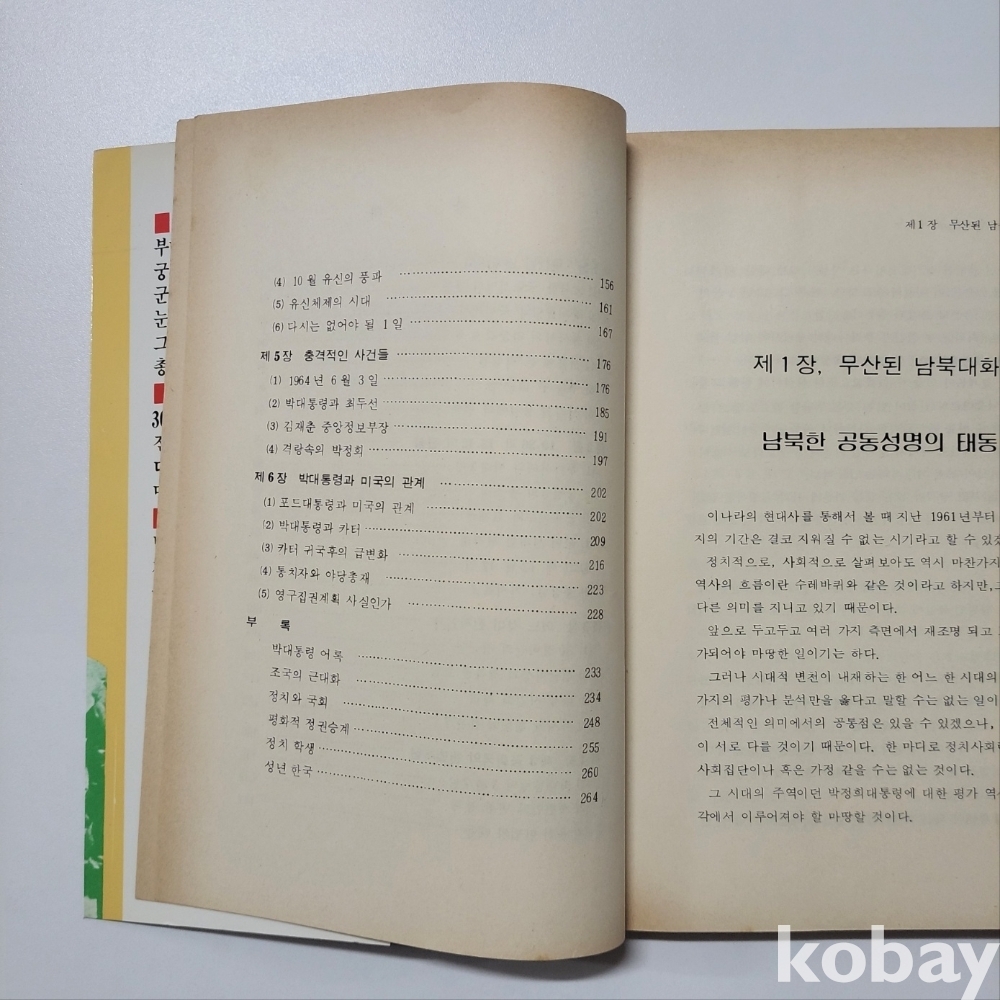 부
궁
군
눈
그
총
30
(4) 10월 유신의 풍과 156
(5) 유신체제의 시대 161
(6) 다시는 없어야 될 1일 167
제5장 충격적인 사건들 176
(1) 1964년 6월 3일 176
(2) 박대통령과 최두선 185
(3) 김재춘 중앙정보부장 191
(4) 격랑속의 박정희 197
제6장 박대통령과 미국의 관계 202
(1) 포드대통령과 미국의 관계 202
(2) 박대통령과 카터 209
(3) 카터 귀국후의 급변화 216
(4) 통치자와 야당총재 223
(5) 영구집권계획 사실인가 228
부 록
박대통령 어록 233
조국의 근대화 234
정치와 국회 248
평화적 정권승계 255
정치 학생 260
성년 한국 264
제1장 무산된 남
제1장, 무산된 남북대화
남북한 공동성명의 태동
이나라의 현대사를 통해서 볼 때 지난 1961년부터
지의 기간은 결코 지워질 수 없는 시기라고 할 수 있겠
정치적으로, 사회적으로 살펴보아도 역시 마찬가지
역사의 흐름이란 수레바퀴와 같은 것이라고 하지만, 그
다른 의미를 지니고 있기 때문이다.
앞으로 두고두고 여러 가지 측면에서 재조명 되고
가되어야 마땅한 일이기는 하다.
그러나 시대적 변천이 내재하는 한 어느 한 시대의
가지의 평가나 분석만을 옳다고 말할 수는 없는 일이
전체적인 의미에서의 공통점은 있을 수 있겠으나,
이 서로 다를 것이기 때문이다. 한 마디로 정치사회
사회집단이나 혹은 가정 같을 수는 없는 것이다.
그 시대의 주역이던 박정희대통령에 대한 평가 역시
각에서 이루어져야 할 마땅할 것이다.
kobay